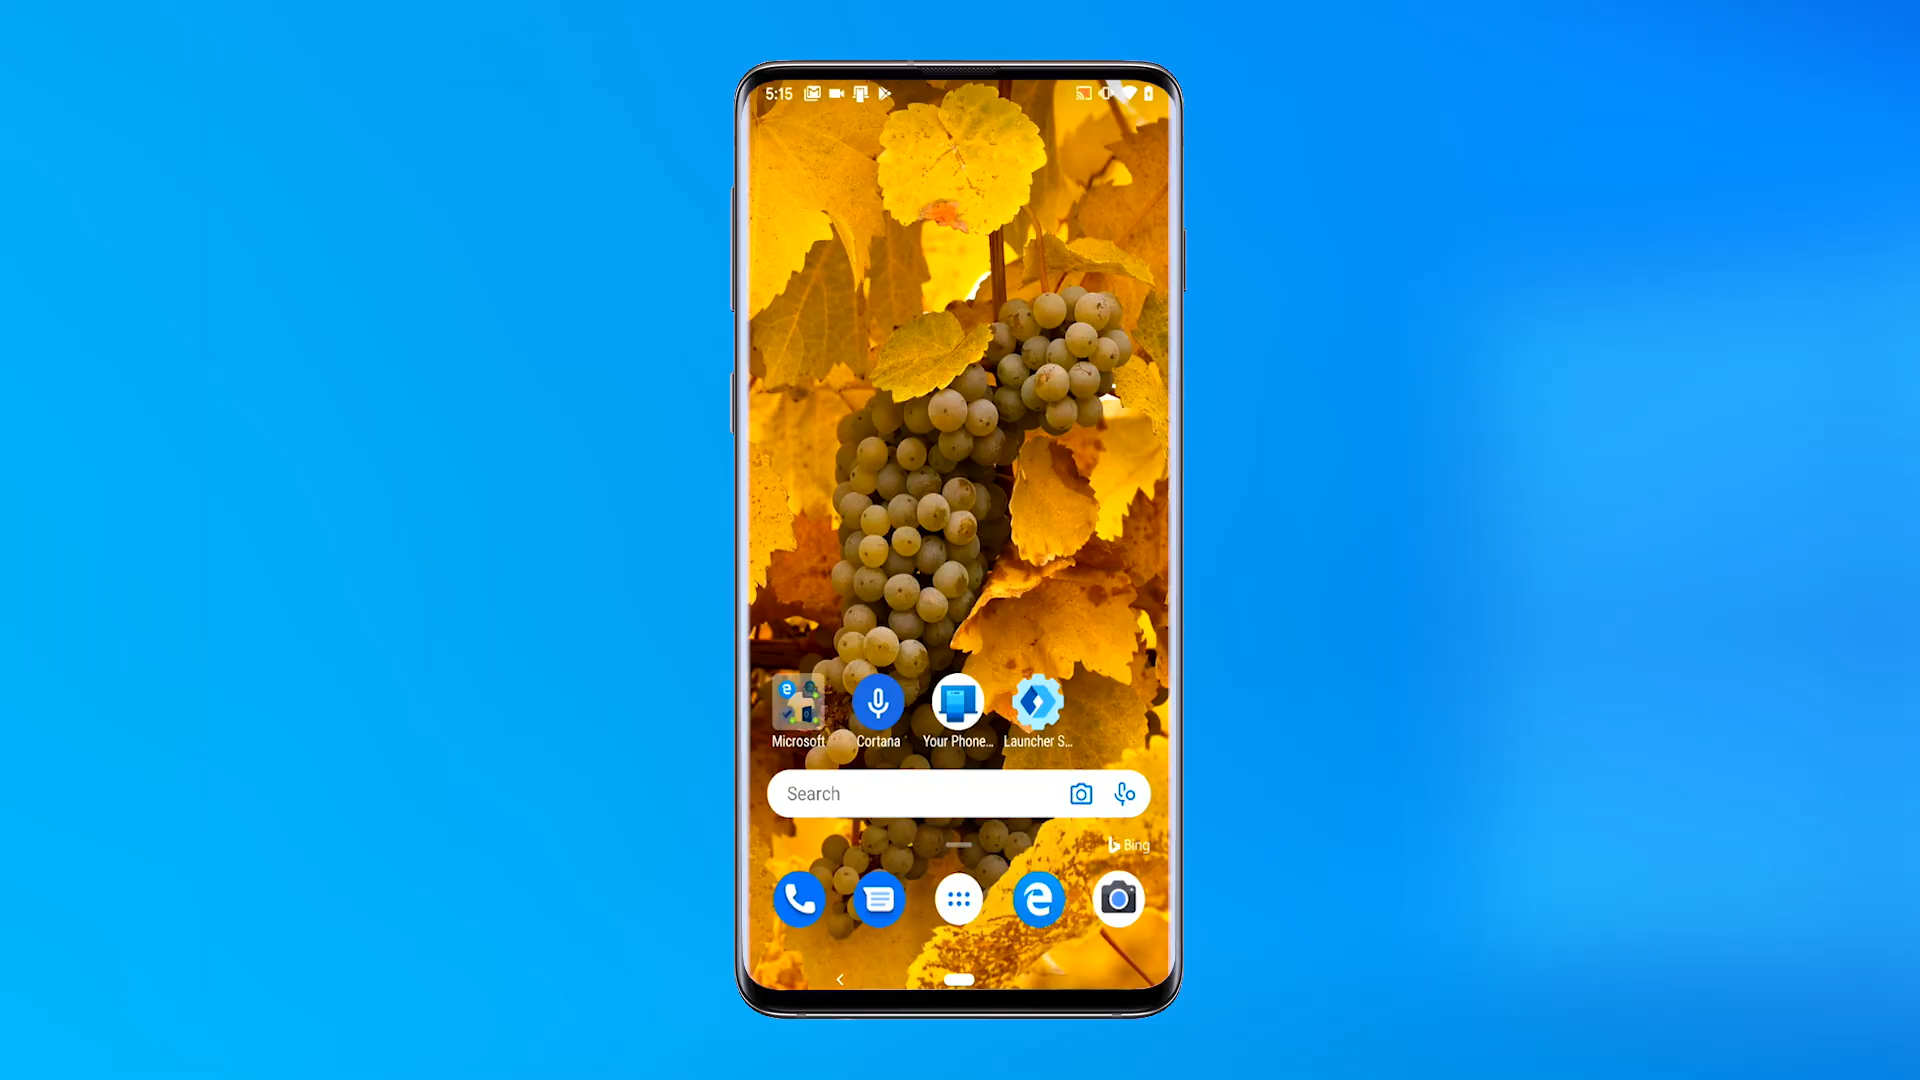 5:15
Microsoft
Cortana
Your Phone...
Launcher S...
Search
Bing